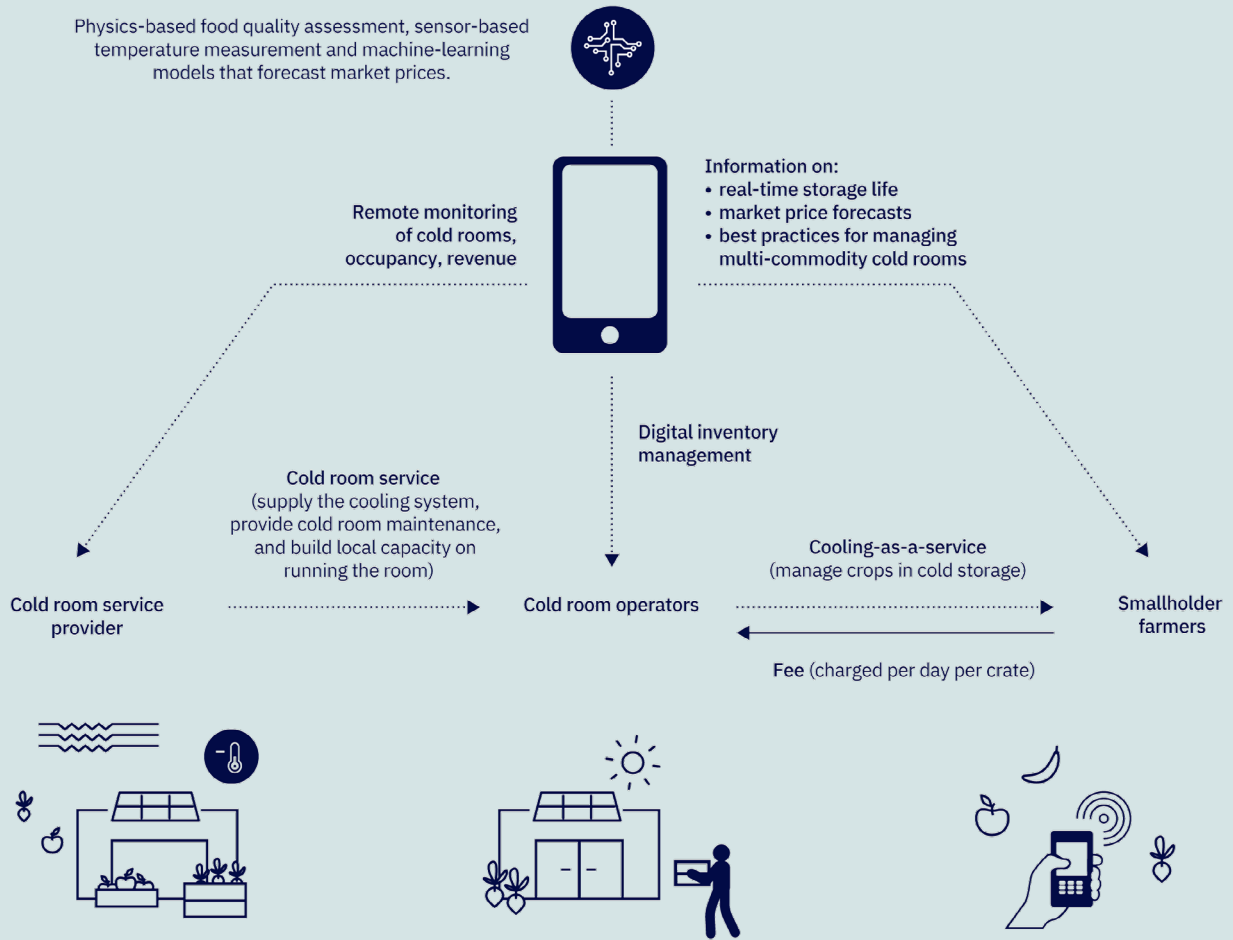 Physics-based food quality assessment, sensor-based
temperature measurement and machine-learning
models that forecast market prices.
Remote monitoring
of cold rooms,
occupancy, revenue
Information on:
• real-time storage life
• market price forecasts
• best practices for managing
multi-commodity cold rooms
Digital inventory
management
Cold room service
(supply the cooling system,
provide cold room maintenance,
and build local capacity on
running the room)
Cooling-as-a-service
(manage crops in cold storage)
Cold room service
provider
Cold room operators
Smallholder
farmers
Fee (charged per day per crate)